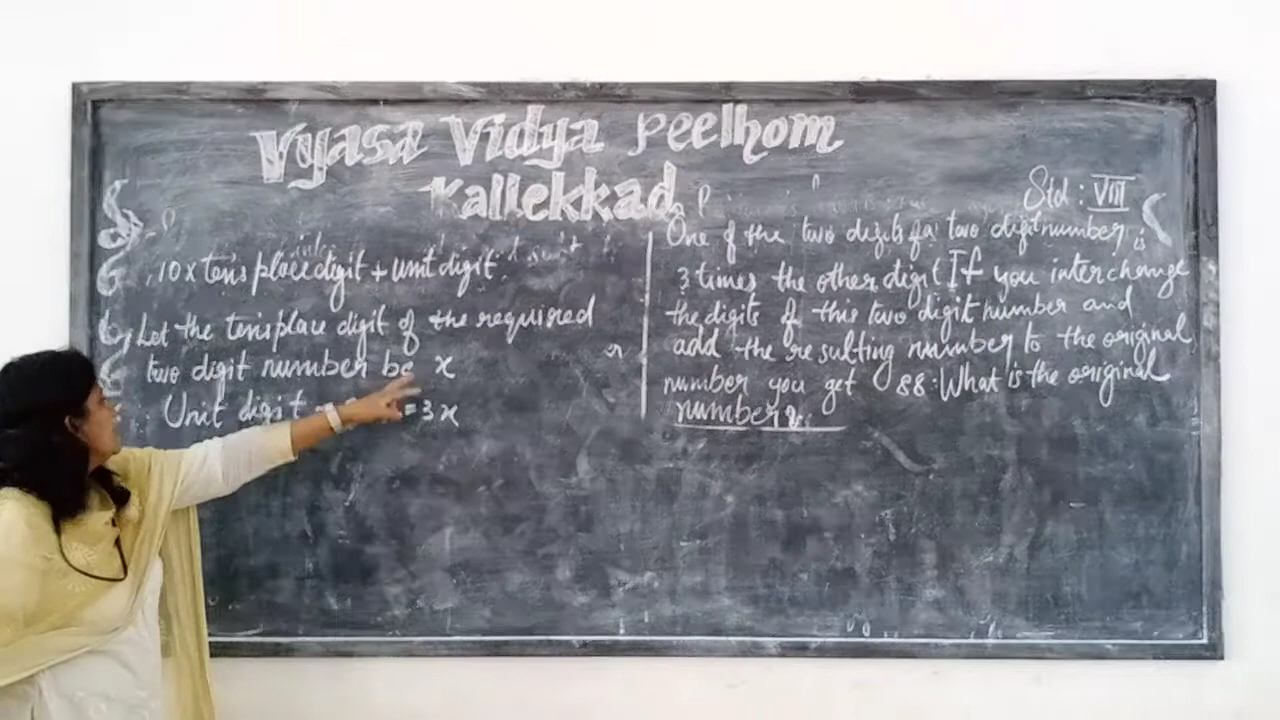 Vyasa Vidya Peelhom
Kallekkad
Std : VIII
10 x tens place digit + unit digit.
Let the tens place digit of the required
two digit number be x
Unit digit = 3x
One of the two digits of a two digit number is
3 times the other digit If you interchange
the digits of this two digit number and
add the resulting number to the original
number you get 88. What is the original
number?